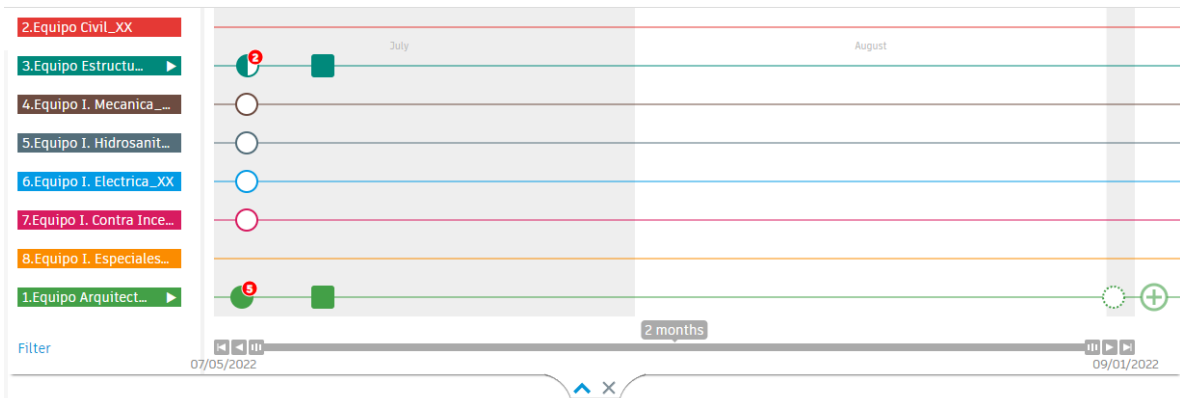 2.Equipo Civil_XX
July
August
3.Equipo Estructu...
2
4.Equipo I. Mecanica_...
5.Equipo I. Hidrosanit...
6.Equipo I. Electrica_XX
7.Equipo I. Contra Ince...
8.Equipo I. Especiales...
1.Equipo Arquitect...
5
2 months
Filter
07/05/2022
09/01/2022